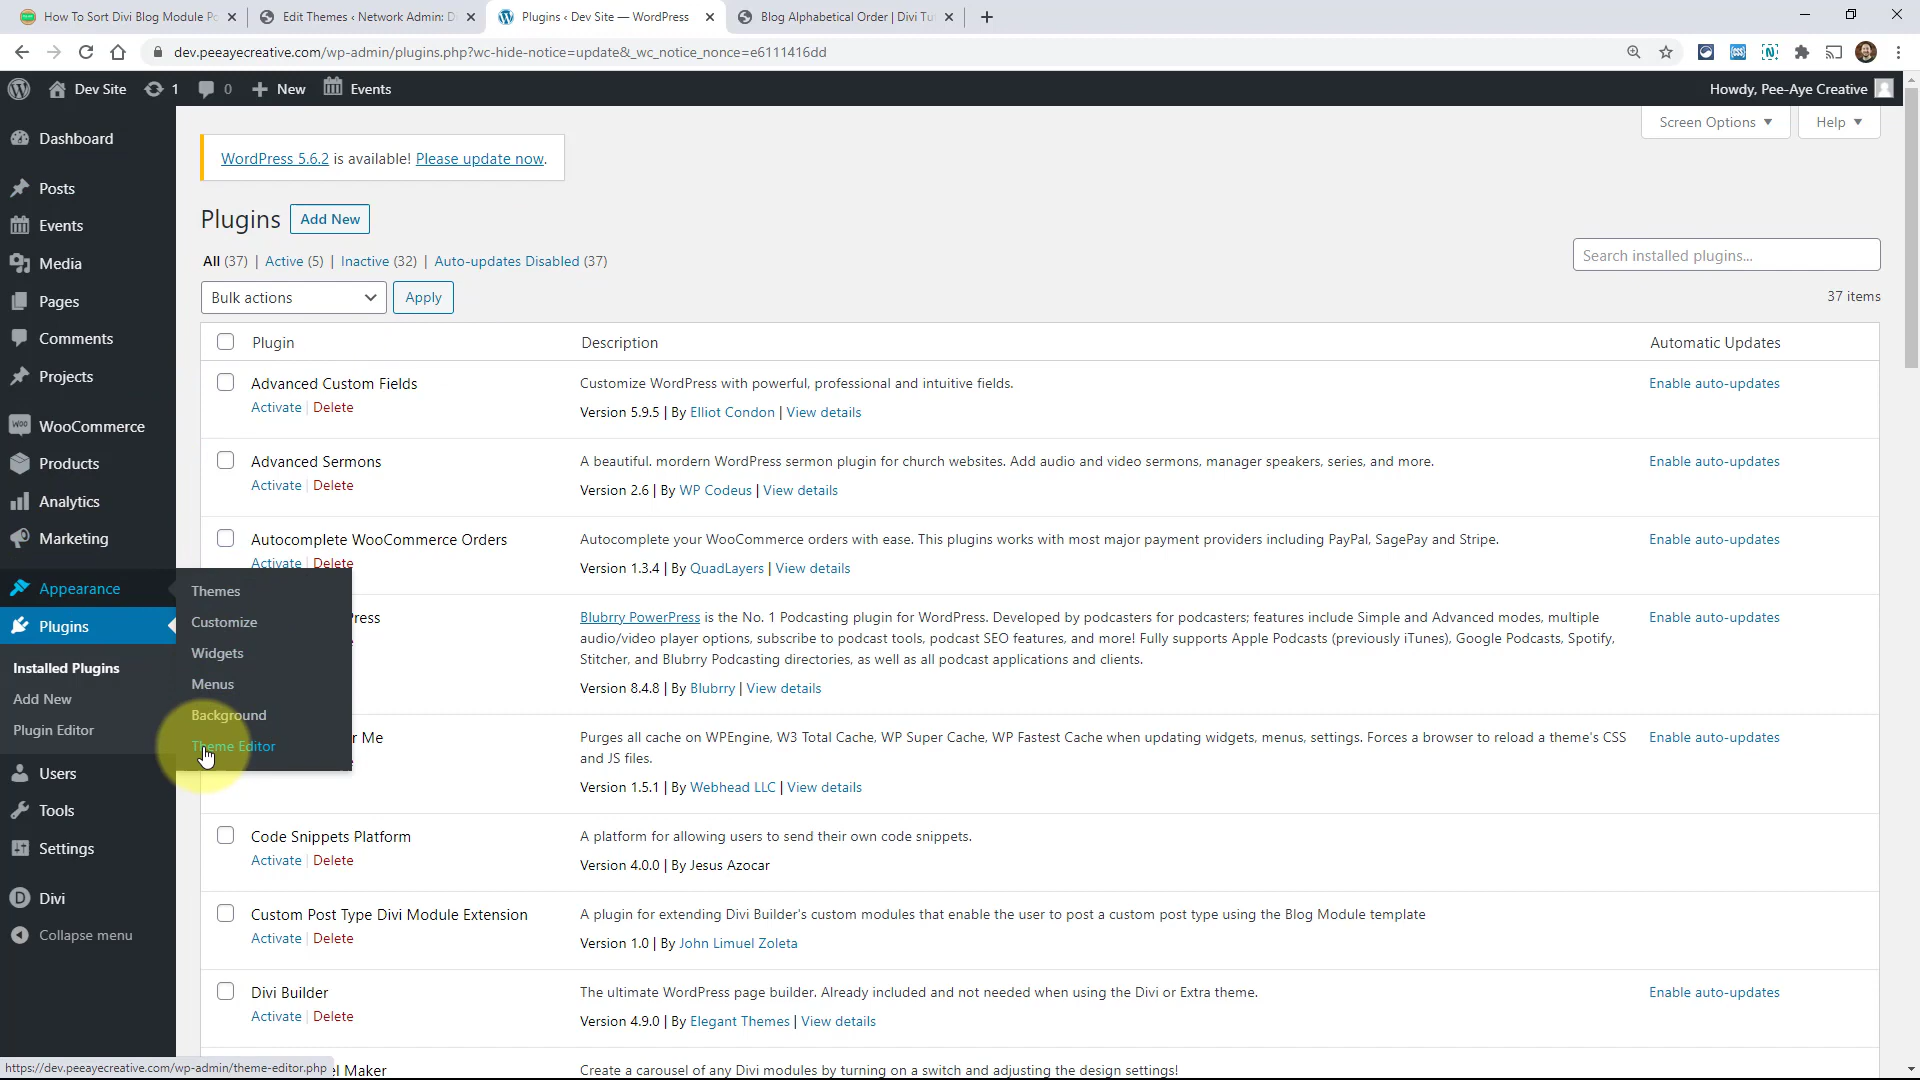 How To Sort Divi Blog Module Po
Edit Themes ‹ Network Admin: D
Plugins ‹ Dev Site — WordPress
Blog Alphabetical Order | Divi Tu
dev.peeayecreative.com/wp-admin/plugins.php?wc-hide-notice=update&_wc_notice_nonce=e6111416dd
Dev Site
1
0
New
Events
Howdy, Pee-Aye Creative
Screen Options
Help
Dashboard
Posts
Events
Media
Pages
Comments
Projects
WooCommerce
Products
Analytics
Marketing
Appearance
Plugins
Installed Plugins
Add New
Plugin Editor
Users
Tools
Settings
Divi
Collapse menu
Themes
Customize
Widgets
Menus
Background
Theme Editor
WordPress 5.6.2 is available! Please update now.
Plugins
Add New
All (37) | Active (5) | Inactive (32) | Auto-updates Disabled (37)
Search installed plugins...
Bulk actions
Apply
37 items
Plugin
Description
Automatic Updates
Advanced Custom Fields
Activate | Delete
Customize WordPress with powerful, professional and intuitive fields.
Version 5.9.5 | By Elliot Condon | View details
Enable auto-updates
Advanced Sermons
Activate | Delete
A beautiful. mordern WordPress sermon plugin for church websites. Add audio and video sermons, manager speakers, series, and more.
Version 2.6 | By WP Codeus | View details
Enable auto-updates
Autocomplete WooCommerce Orders
Activate | Delete
Autocomplete your WooCommerce orders with ease. This plugins works with most major payment providers including PayPal, SagePay and Stripe.
Version 1.3.4 | By QuadLayers | View details
Enable auto-updates
ress
Blubrry PowerPress is the No. 1 Podcasting plugin for WordPress. Developed by podcasters for podcasters; features include Simple and Advanced modes, multiple
audio/video player options, subscribe to podcast tools, podcast SEO features, and more! Fully supports Apple Podcasts (previously iTunes), Google Podcasts, Spotify,
Stitcher, and Blubrry Podcasting directories, as well as all podcast applications and clients.
Version 8.4.8 | By Blubrry | View details
Enable auto-updates
r Me
Purges all cache on WPEngine, W3 Total Cache, WP Super Cache, WP Fastest Cache when updating widgets, menus, settings. Forces a browser to reload a theme's CSS
and JS files.
Version 1.5.1 | By Webhead LLC | View details
Enable auto-updates
Code Snippets Platform
Activate | Delete
A platform for allowing users to send their own code snippets.
Version 4.0.0 | By Jesus Azocar
Custom Post Type Divi Module Extension
Activate | Delete
A plugin for extending Divi Builder's custom modules that enable the user to post a custom post type using the Blog Module template
Version 1.0 | By John Limuel Zoleta
Divi Builder
Activate | Delete
The ultimate WordPress page builder. Already included and not needed when using the Divi or Extra theme.
Version 4.9.0 | By Elegant Themes | View details
Enable auto-updates
l Maker
Create a carousel of any Divi modules by turning on a switch and adjusting the design settings!
https://dev.peeayecreative.com/wp-admin/theme-editor.php